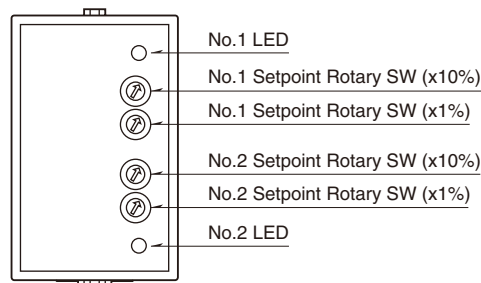 No.1 LED
No.1 Setpoint Rotary SW (x10%)
No.1 Setpoint Rotary SW (x1%)
No.2 Setpoint Rotary SW (x10%)
No.2 Setpoint Rotary SW (x1%)
No.2 LED